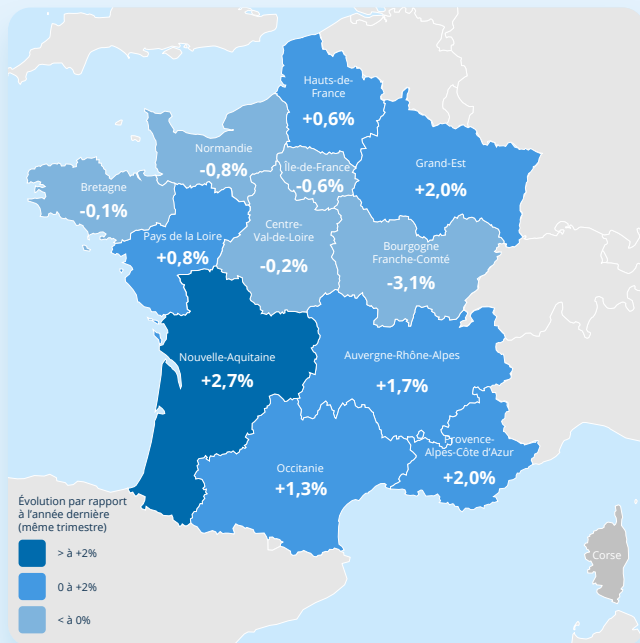 Hauts-de-
France
+0,6%
Normandie
-0,8%
Île-de-France
-0,6%
Grand-Est
+2,0%
Bretagne
-0,1%
Pays de la Loire
+0,8%
Centre-
Val-de-Loire
-0,2%
Bourgogne
Franche-Comté
-3,1%
Nouvelle-Aquitaine
+2,7%
Auvergne-Rhône-Alpes
+1,7%
Provence-
Alpes-Côte d’Azur
+2,0%
Occitanie
+1,3%
Corse
Évolution par rapport
à l’année dernière
(même trimestre)
> à +2%
0 à +2%
< à 0%